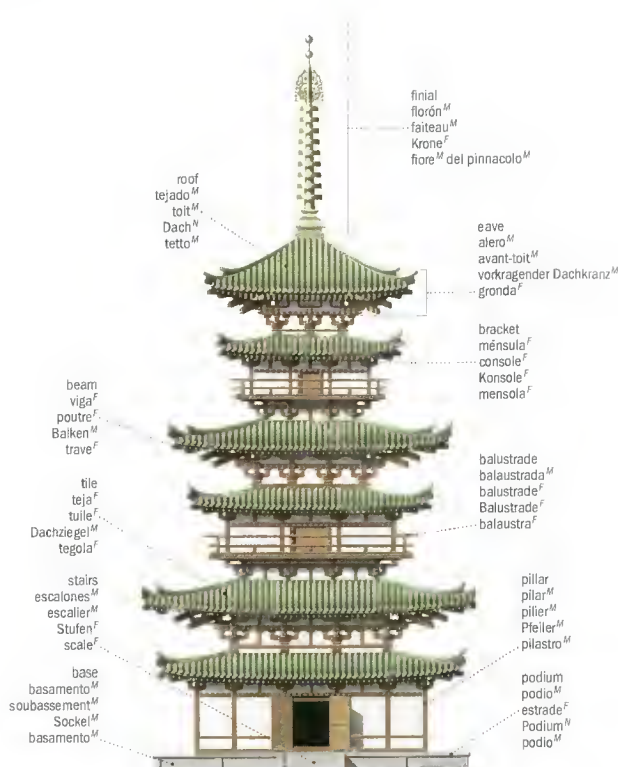 finial
florón M
faîteau M
Krone F
fiore M del pinnacolo M
roof
tejado M
toit M
Dach N
tetto M
eave
alero M
avant-toit M
vorkragender Dachkranz M
gronda F
bracket
ménsula F
console F
Konsole F
mensola F
beam
viga F
poutre F
Balken M
trave F
tile
teja F
tuile F
Dachziegel M
tegola F
balustrade
balaustrada M
balustrade F
Balustrade F
balaustra F
stairs
escalones M
escalier M
Stufen F
scale F
pillar
pilar M
pilier M
Pfeiler M
pilastro M
base
basamento M
soubassement M
Sockel M
basamento M
podium
podio M
estrade F
Podium N
podio M